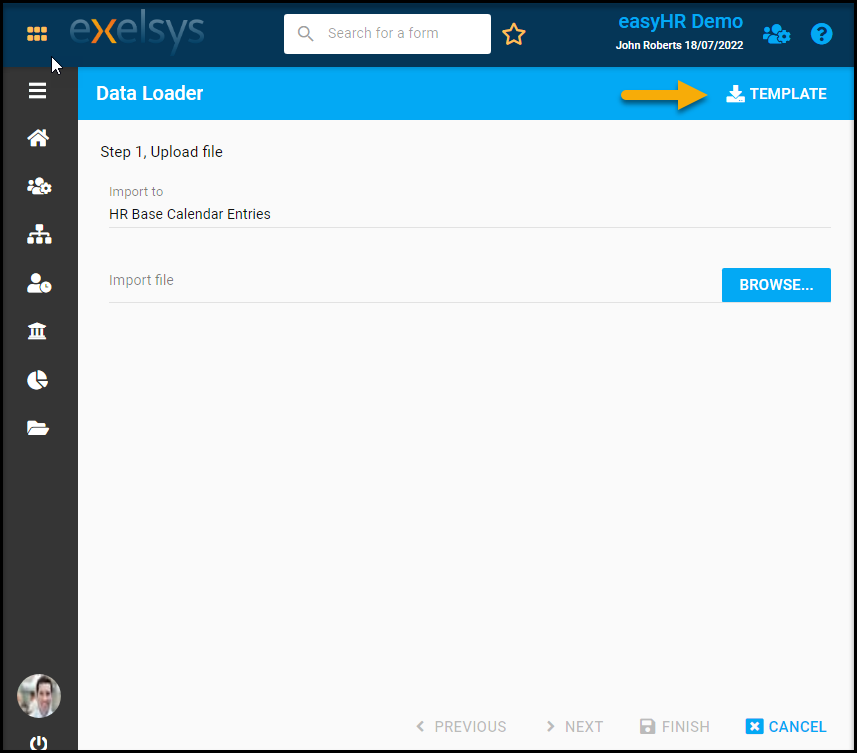 exelsys
Search for a form
easyHR Demo
John Roberts 18/07/2022
?
Data Loader
TEMPLATE
Step 1, Upload file
Import to
HR Base Calendar Entries
Import file
BROWSE...
PREVIOUS
NEXT
FINISH
CANCEL